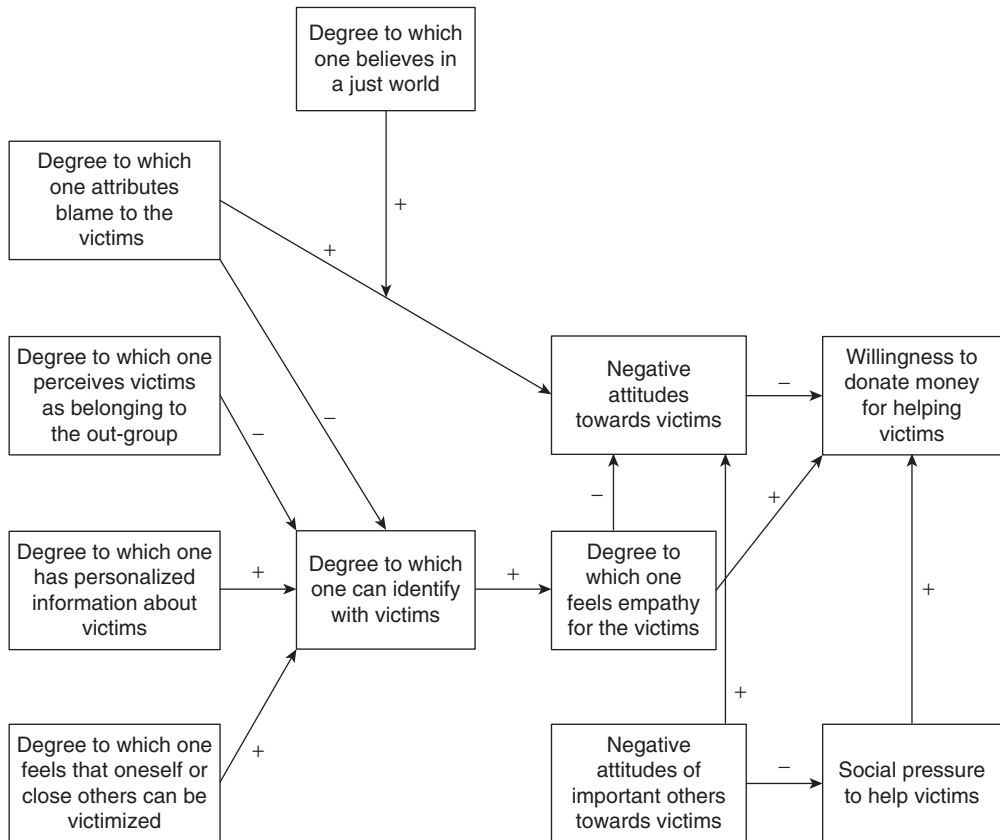 Degree to which
one believes in
a just world
Degree to which
one attributes
blame to the
victims
+
+
Degree to which one
perceives victims
as belonging to
the out-group
–
–
Negative
attitudes
towards victims
–
Willingness to
donate money
for helping
victims
–
+
Degree to which one
has personalized
information about
victims
+
Degree to which
one can identify
with victims
+
Degree to
which one
feels empathy
for the victims
+
+
+
Degree to which one
feels that oneself or
close others can be
victimized
Negative
attitudes of
important others
towards victims
–
Social pressure
to help victims